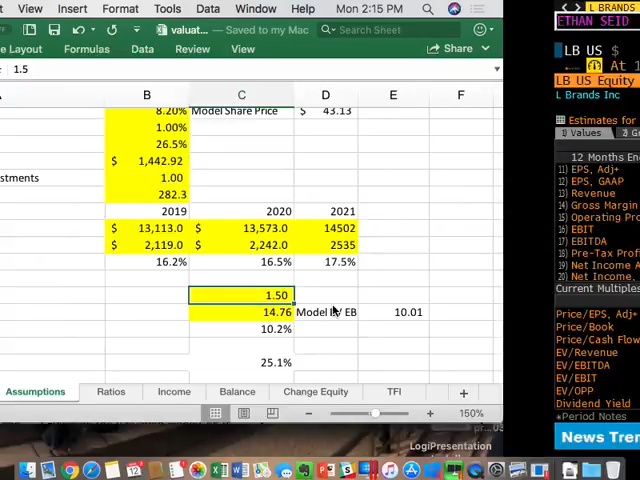 View Insert Format Tools Data Window Help Mon 2:15 PM
valuat... — Saved to my Mac
Search Sheet
e Layout Formulas Data Review View Share
1.5
A B C D E F
8.20% Model Share Price $ 43.13
1.00%
26.5%
$ 1,442.92
stments 1.00
282.3
2019 2020 2021
$ 13,113.0 $ 13,573.0 14502
$ 2,119.0 $ 2,242.0 2535
16.2% 16.5% 17.5%
1.50
14.76 Model EV EB 10.01
10.2%
25.1%
Assumptions Ratios Income Balance Change Equity TFI +
150%
LogiPresentation
L BRANDS
ETHAN SEID
LB US $
At 1
LB US Equity
L Brands Inc
Estimates for
1) Values 2) G
12 Months En
11) EPS, Adj+
12) EPS, GAAP
13) Revenue
14) Gross Margin
15) Operating Pro
16) EBIT
17) EBITDA
18) Pre-Tax Profi
19) Net Income A
20) Net Income,
Current Multiples
Price/EPS, Adj+
Price/Book
Price/Cash Flow
EV/Revenue
EV/EBITDA
EV/EBIT
EV/OPP
Dividend Yield
*Period Notes
News Tren